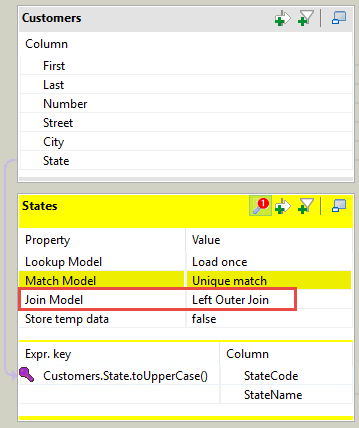 Customers
Column
First
Last
Number
Street
City
State
States
1
Property Value
Lookup Model Load once
Match Model Unique match
Join Model Left Outer Join
Store temp data false
Expr. key Column
Customers.State.toUpperCase() StateCode
StateName